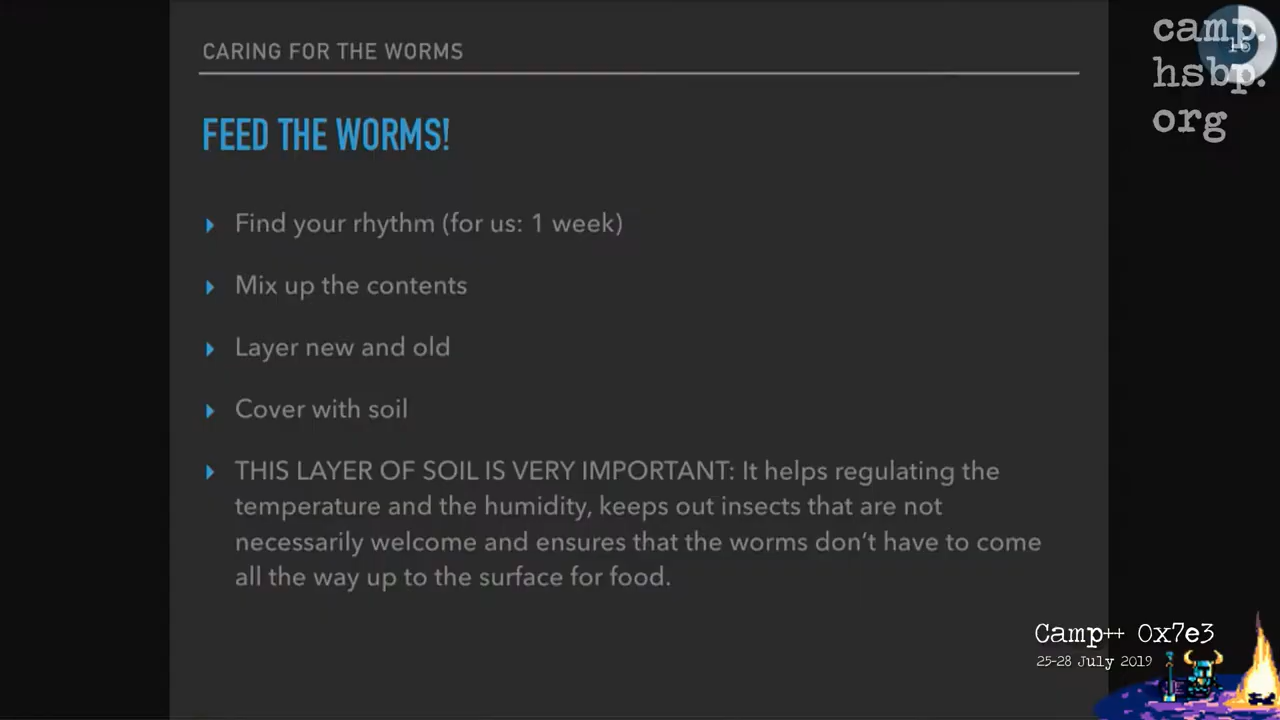 CARING FOR THE WORMS
FEED THE WORMS!
Find your rhythm (for us: 1 week)
Mix up the contents
Layer new and old
Cover with soil
THIS LAYER OF SOIL IS VERY IMPORTANT: It helps regulating the
temperature and the humidity, keeps out insects that are not
necessarily welcome and ensures that the worms don't have to come
all the way up to the surface for food.
camp.
hsbp.
org
15
Camp++ 0x7e3
25-28 July 2019